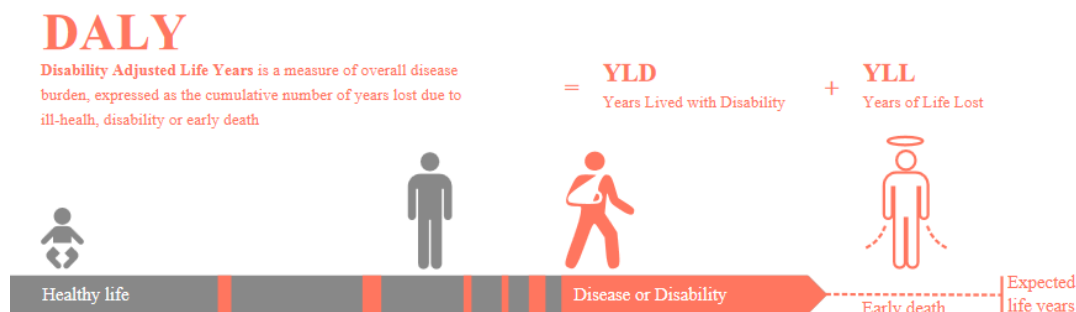 DALY
Disability Adjusted Life Years is a measure of overall disease
burden, expressed as the cumulative number of years lost due to
ill-healh, disability or early death
=
YLD
Years Lived with Disability
+
YLL
Years of Life Lost
Healthy life
Disease or Disability
Early death
Expected
life years